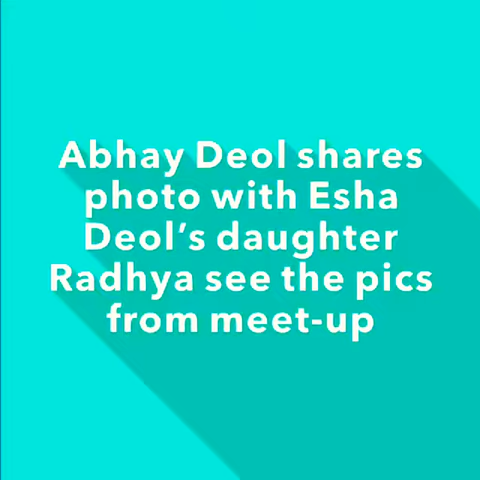 Abhay Deol shares
photo with Esha
Deol’s daughter
Radhya see the pics
from meet-up